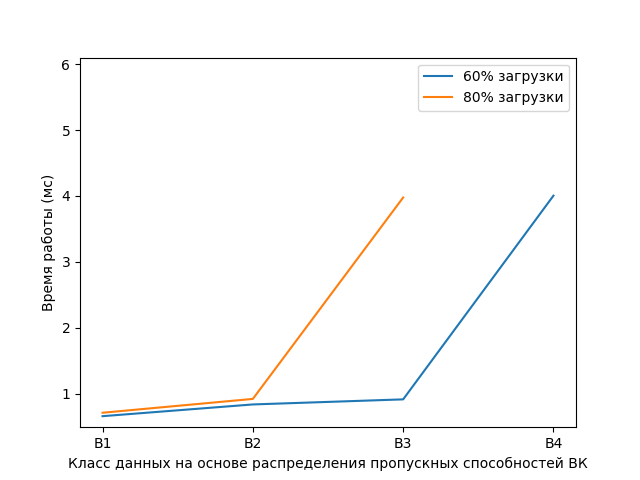 60% загрузки
80% загрузки
6
5
4
3
2
1
Время работы (мс)
B1 B2 B3 B4
Класс данных на основе распределения пропускных способностей ВК